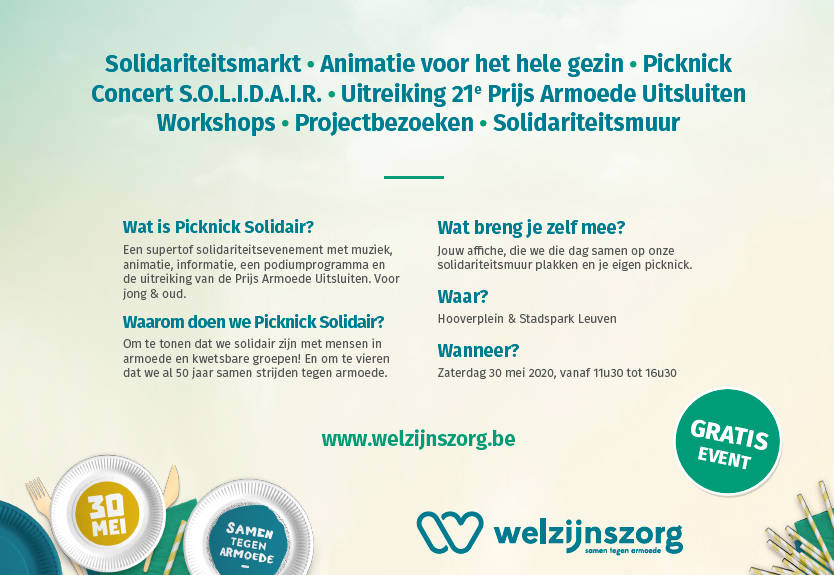 Solidariteitsmarkt • Animatie voor het hele gezin • Picknick
Concert S.O.L.I.D.A.I.R. • Uitreiking 21e Prijs Armoede Uitsluiten
Workshops • Projectbezoeken • Solidariteitsmuur
Wat is Picknick Solidair?
Een supertof solidariteitsevenement met muziek,
animatie, informatie, een podiumprogramma en
de uitreiking van de Prijs Armoede Uitsluiten. Voor
jong & oud.
Waarom doen we Picknick Solidair?
Om te tonen dat we solidair zijn met mensen in
armoede en kwetsbare groepen! En om te vieren
dat we al 50 jaar samen strijden tegen armoede.
Wat breng je zelf mee?
Jouw affiche, die we die dag samen op onze
solidariteitsmuur plakken en je eigen picknick.
Waar?
Hooverplein & Stadspark Leuven
Wanneer?
Zaterdag 30 mei 2020, vanaf 11u30 tot 16u30
www.welzijnszorg.be
GRATIS
EVENT
30
MEI
SAMEN
TEGEN
ARMOEDE
welzijnszorg
samen tegen armoede